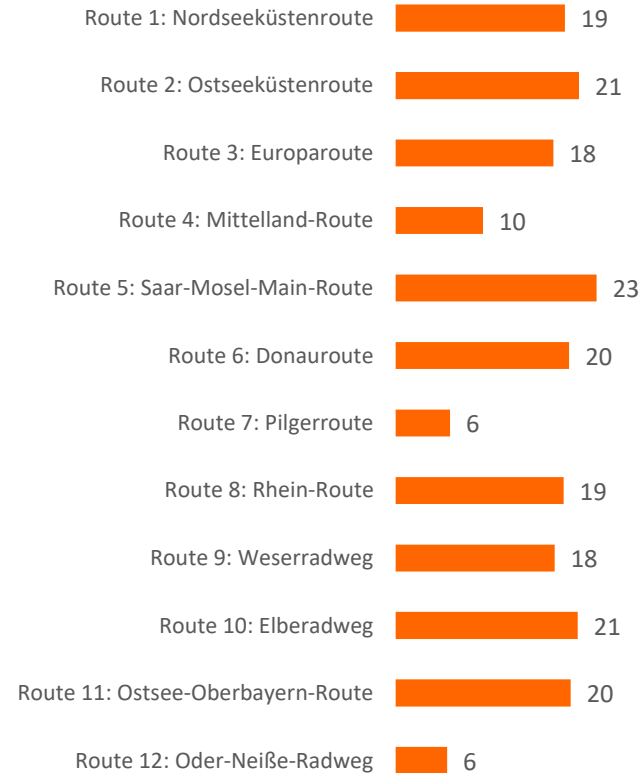 Route 1: Nordseeküstenroute 19
Route 2: Ostseeküstenroute 21
Route 3: Europaroute 18
Route 4: Mittelland-Route 10
Route 5: Saar-Mosel-Main-Route 23
Route 6: Donauroute 20
Route 7: Pilgerroute 6
Route 8: Rhein-Route 19
Route 9: Weserradweg 18
Route 10: Elberadweg 21
Route 11: Ostsee-Oberbayern-Route 20
Route 12: Oder-Neiße-Radweg 6